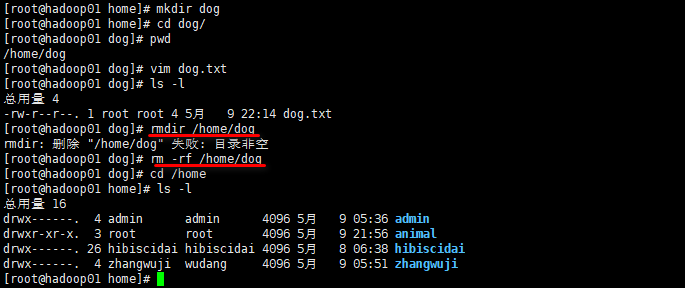 [root@hadoop01 home]# mkdir dog
[root@hadoop01 home]# cd dog/
[root@hadoop01 dog]# pwd
/home/dog
[root@hadoop01 dog]# vim dog.txt
[root@hadoop01 dog]# ls -l
总用量 4
-rw-r--r--. 1 root root 4 5月   9 22:14 dog.txt
[root@hadoop01 dog]# rmdir /home/dog
rmdir: 删除 "/home/dog" 失败: 目录非空
[root@hadoop01 dog]# rm -rf /home/dog
[root@hadoop01 dog]# cd /home
[root@hadoop01 home]# ls -l
总用量 16
drwx------.  4 admin      admin      4096 5月   9 05:36 admin
drwxr-xr-x.  3 root       root       4096 5月   9 21:56 animal
drwx------. 26 hibiscidai hibiscidai 4096 5月   8 06:38 hibiscidai
drwx------.  4 zhangwuji  wudang     4096 5月   9 05:51 zhangwuji
[root@hadoop01 home]#